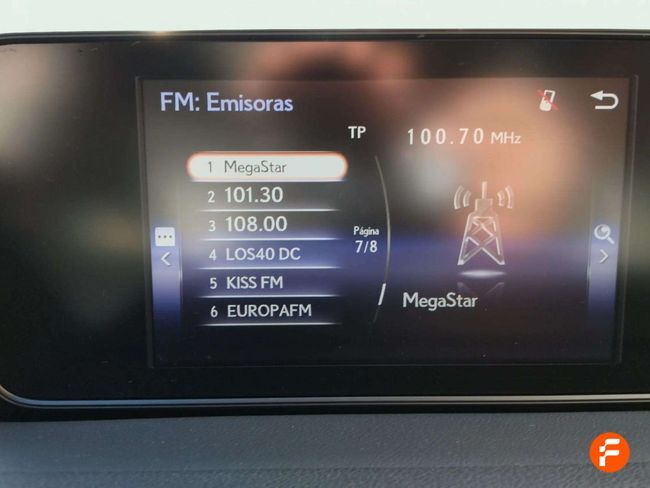 FM: Emisoras
TP
100.70 MHz
1 MegaStar
2 101.30
3 108.00
4 LOS40 DC
5 KISS FM
6 EUROPAFM
Página
7/8
MegaStar